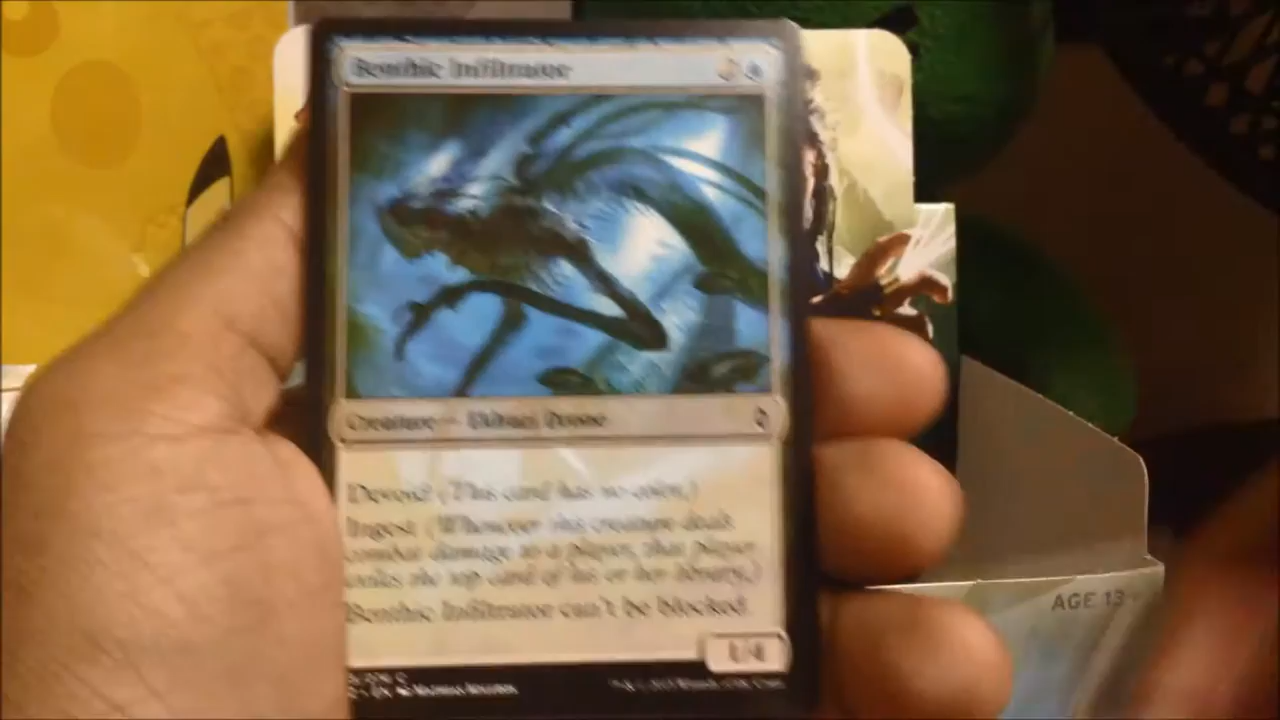 Benthic Infiltrator
Creature — Eldrazi Drone
Devoid (This card has no color.)
Ingest (Whenever this creature deals
combat damage to a player, that player
exiles the top card of his or her library.)
Benthic Infiltrator can't be blocked.
1/4
AGE 13